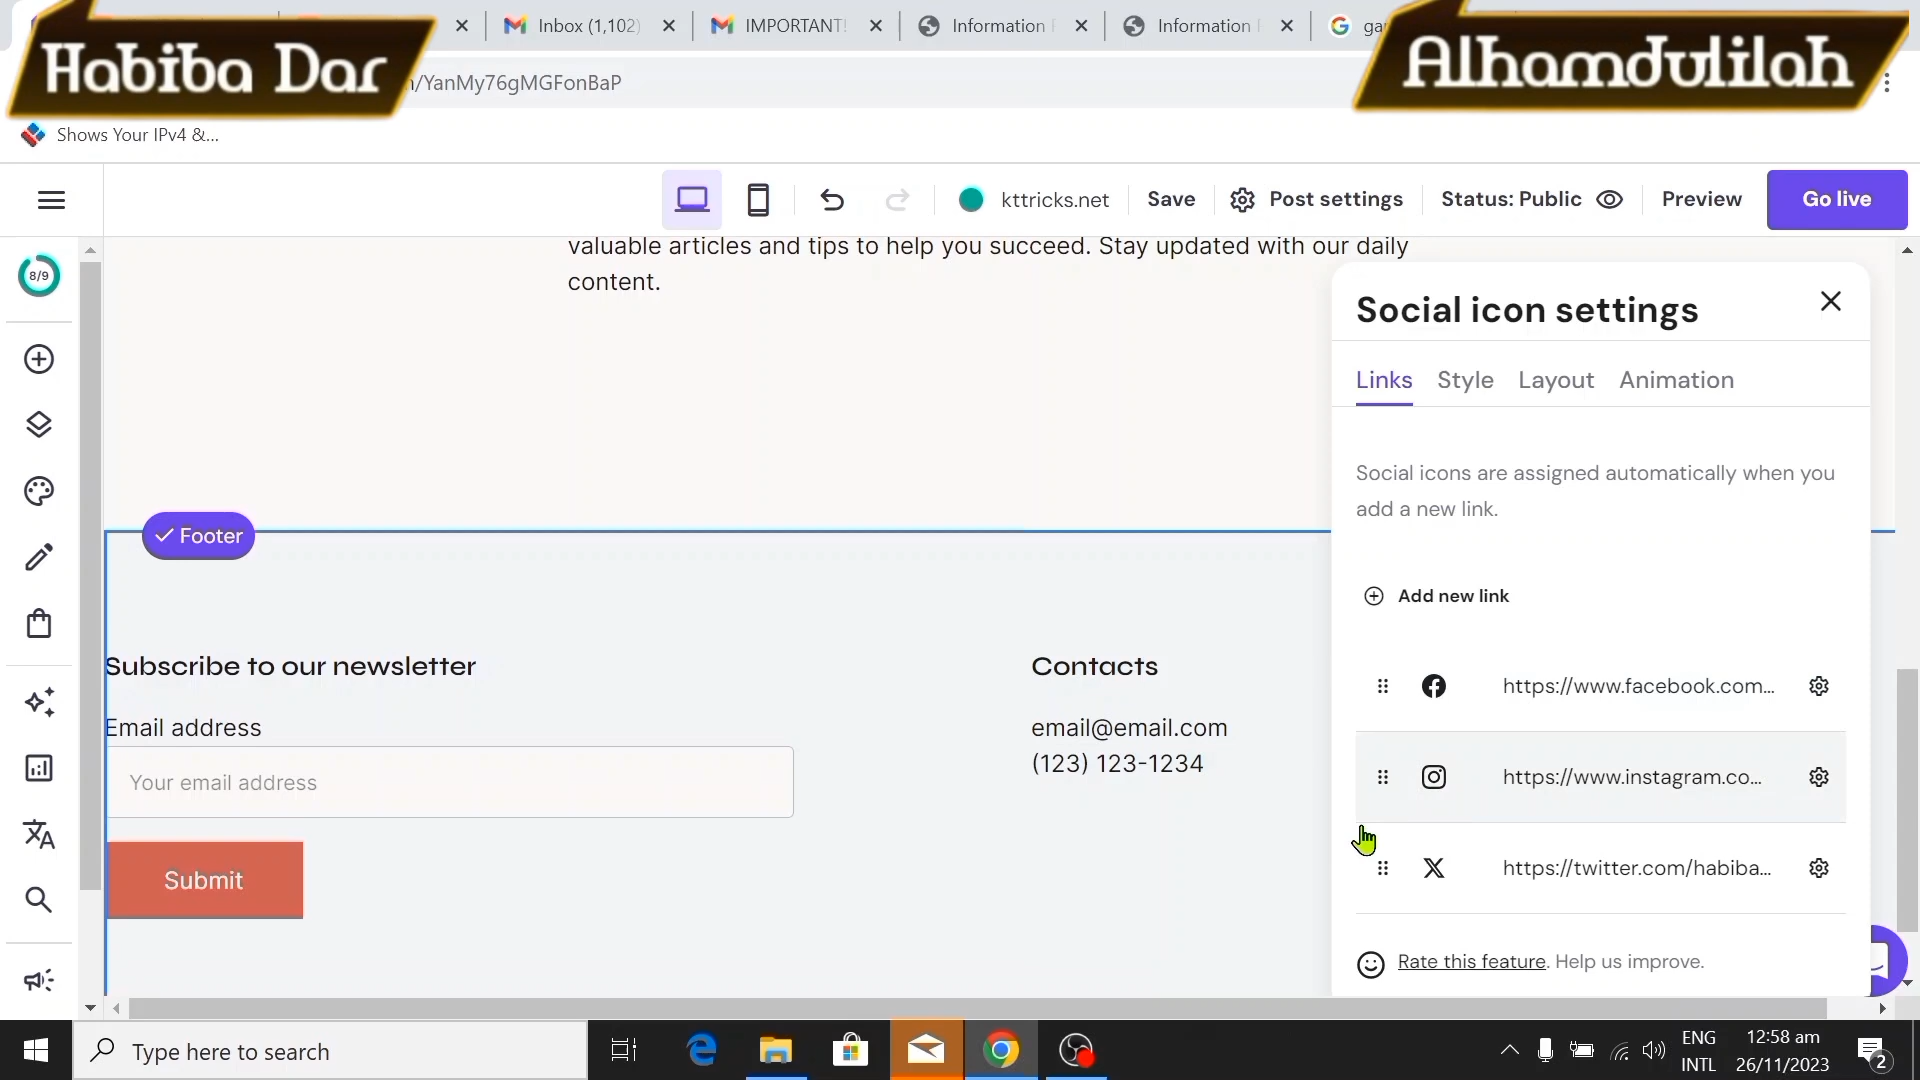 Habiba Dar
Alhamdulilah
Inbox (1,102)
IMPORTANT!
Information
Information
ga
/YanMy76gMGFonBaP
Shows Your IPv4 &...
kttricks.net
Save
Post settings
Status: Public
Preview
Go live
8/9
valuable articles and tips to help you succeed. Stay updated with our daily
content.
Social icon settings
Links
Style
Layout
Animation
Social icons are assigned automatically when you
add a new link.
Footer
Add new link
Subscribe to our newsletter
Contacts
https://www.facebook.com...
Email address
email@email.com
(123) 123-1234
Your email address
https://www.instagram.co...
Submit
https://twitter.com/habiba...
Rate this feature. Help us improve.
Type here to search
ENG
INTL
12:58 am
26/11/2023
2